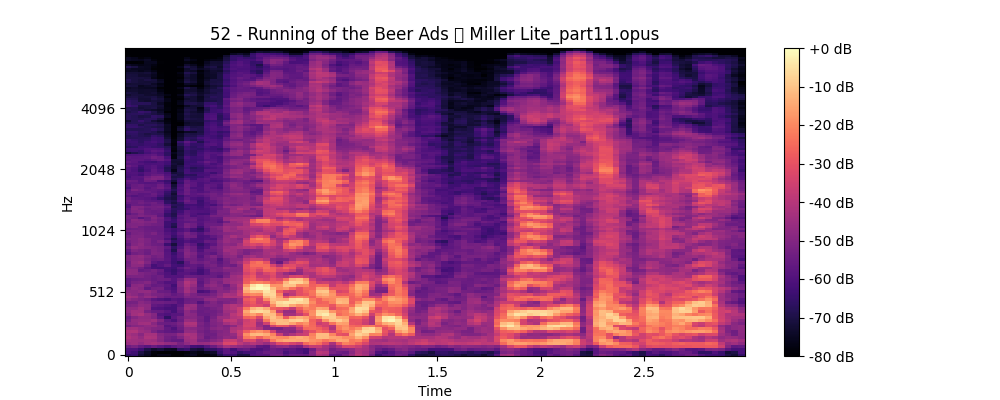 52 - Running of the Beer Ads  Miller Lite_part11.opus
Hz
4096
2048
1024
512
0
0
0.5
1
1.5
2
2.5
Time
+0 dB
-10 dB
-20 dB
-30 dB
-40 dB
-50 dB
-60 dB
-70 dB
-80 dB